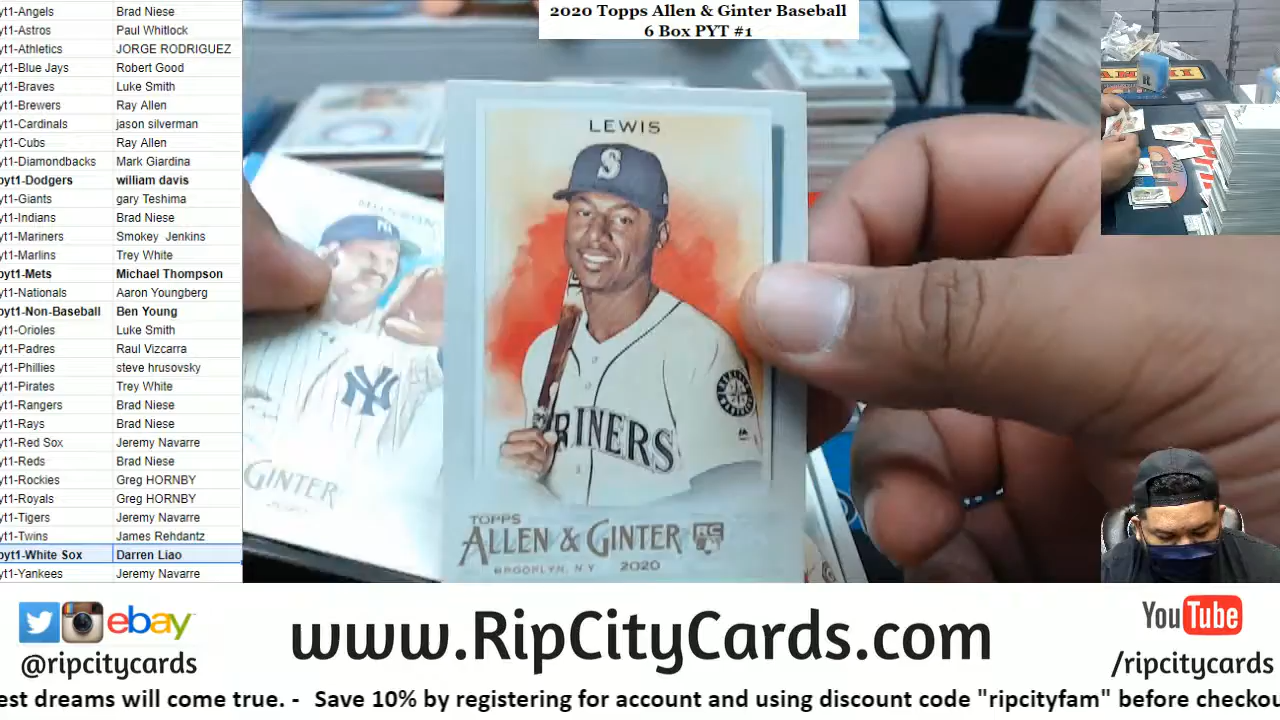 2020 Topps Allen & Ginter Baseball
6 Box PYT #1
yt1-Angels Brad Niese
yt1-Astros Paul Whitlock
yt1-Athletics JORGE RODRIGUEZ
yt1-Blue Jays Robert Good
yt1-Braves Luke Smith
yt1-Brewers Ray Allen
yt1-Cardinals jason silverman
yt1-Cubs Ray Allen
yt1-Diamondbacks Mark Giardina
pyt1-Dodgers william davis
yt1-Giants gary Teshima
yt1-Indians Brad Niese
yt1-Mariners Smokey Jenkins
yt1-Marlins Trey White
pyt1-Mets Michael Thompson
yt1-Nationals Aaron Youngberg
pyt1-Non-Baseball Ben Young
yt1-Orioles Luke Smith
yt1-Padres Raul Vizcarra
yt1-Phillies steve hrusovsky
yt1-Pirates Trey White
yt1-Rangers Brad Niese
yt1-Rays Brad Niese
yt1-Red Sox Jeremy Navarre
yt1-Reds Brad Niese
yt1-Rockies Greg HORNBY
yt1-Royals Greg HORNBY
yt1-Tigers Jeremy Navarre
yt1-Twins James Rehdantz
pyt1-White Sox Darren Liao
yt1-Yankees Jeremy Navarre
LEWIS
S
RINERS
TOPPS
ALLEN & GINTER RC
BROOKLYN, NY 2020
NY
NY
GINTER
ebay
@ripcitycards
www.RipCityCards.com
YouTube
/ripcitycards
est dreams will come true. - Save 10% by registering for account and using discount code "ripcityfam" before checkou